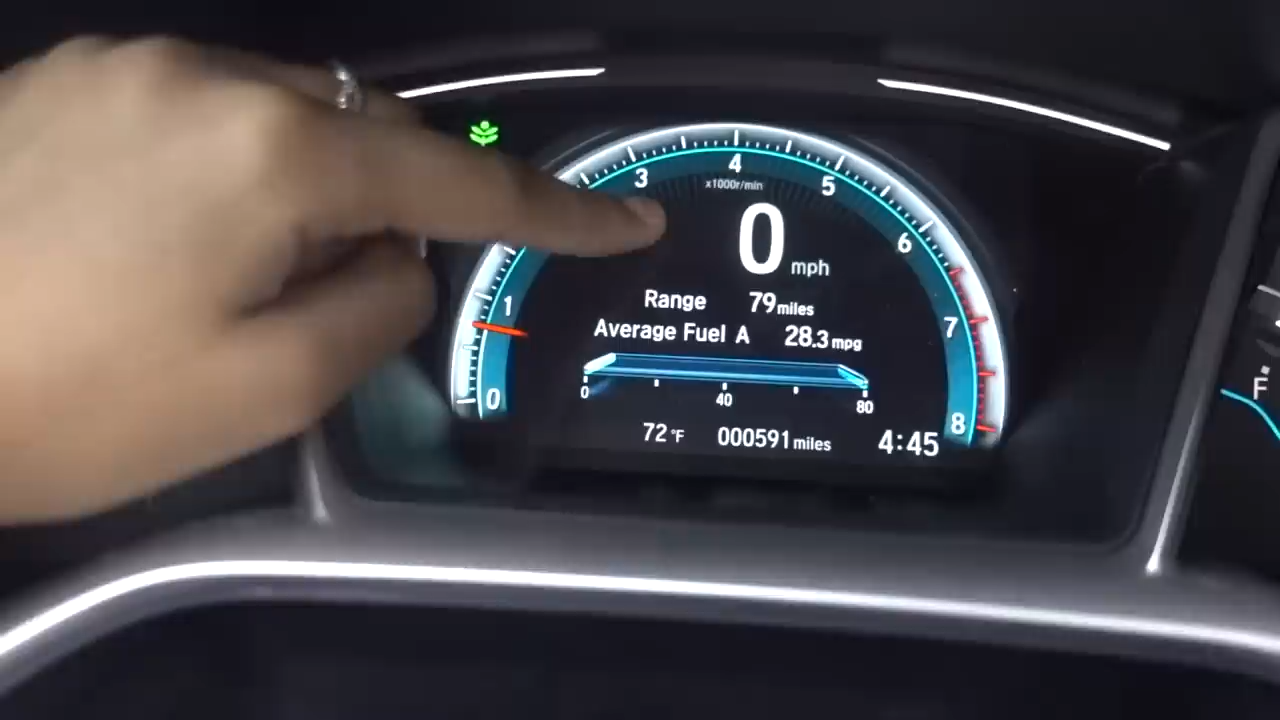 3 4 5
x1000r/min
0 mph
6
1
Range 79 miles
7
Average Fuel A 28.3 mpg
0 40 80
0
8
72 °F 000591 miles 4:45
F